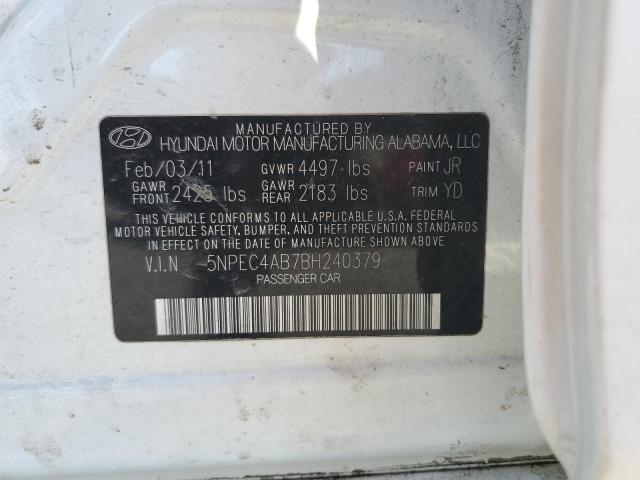 MANUFACTURED BY
HYUNDAI MOTOR MANUFACTURING ALABAMA, LLC
Feb/03/11 GVWR 4497 lbs PAINT JR
GAWR FRONT 2425 lbs GAWR REAR 2183 lbs TRIM YD
THIS VEHICLE CONFORMS TO ALL APPLICABLE U.S.A. FEDERAL
MOTOR VEHICLE SAFETY, BUMPER, AND THEFT PREVENTION
STANDARDS IN EFFECT ON THE DATE OF MANUFACTURE SHOWN ABOVE
V.I.N 5NPEC4AB7BH240379
PASSENGER CAR